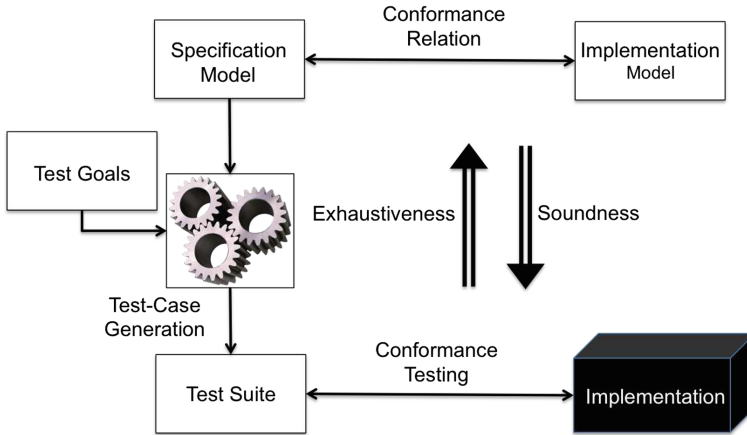 Conformance
Relation
Specification
Model
Implementation
Model
Test Goals
Exhaustiveness
Soundness
Test-Case
Generation
Conformance
Testing
Test Suite
Implementation